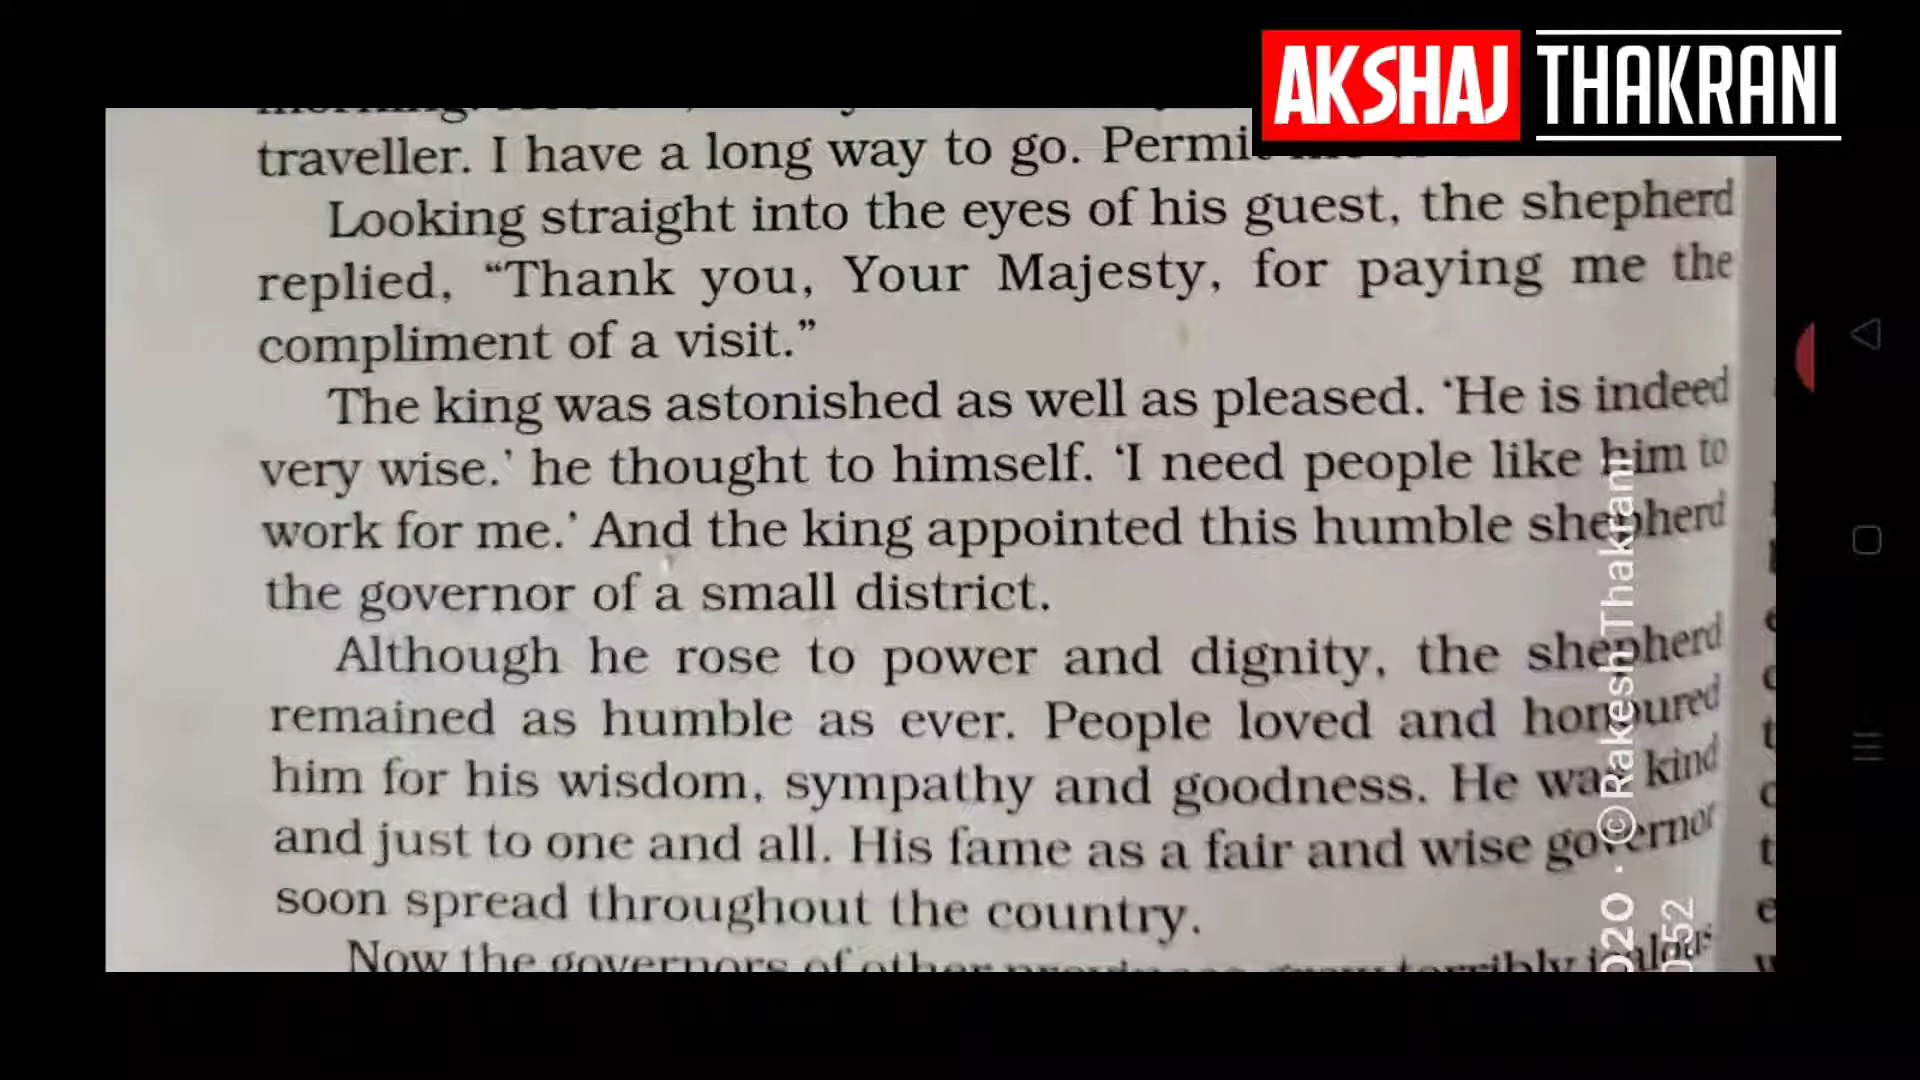 AKSHAJ THAKRANI
traveller. I have a long way to go.
Looking straight into the eyes of his guest, the shepherd
replied, “Thank you, Your Majesty, for paying me the
compliment of a visit.”
The king was astonished as well as pleased. ‘He is indeed
very wise.’ he thought to himself. ‘I need people like him to
work for me.’ And the king appointed this humble shepherd
the governor of a small district.
Although he rose to power and dignity, the shepherd
remained as humble as ever. People loved and honoured
him for his wisdom, sympathy and goodness. He was kind
and just to one and all. His fame as a fair and wise governor
soon spread throughout the country.
Now the governors of other
©Rakesh Thakrani